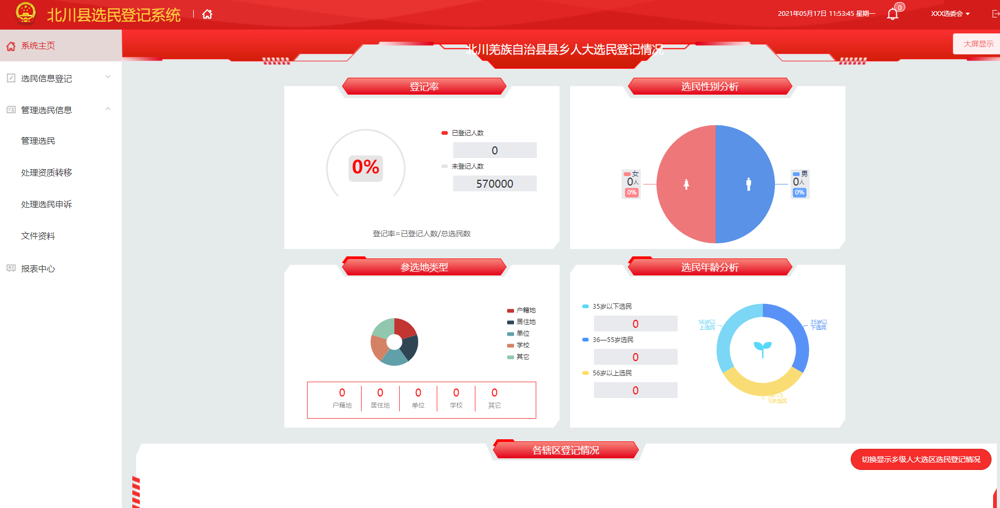 北川县选民登记系统
2021年05月17日 11:53:45 星期一
0
XXX选委会
系统主页
选民信息登记
管理选民信息
管理选民
处理资质转移
处理选民申诉
文件资料
报表中心
北川羌族自治县县乡人大选民登记情况
大屏显示
登记率
0%
已登记人数
0
未登记人数
570000
登记率=已登记人数/总选民数
选民性别分析
女
0人
0%
男
0人
0%
参选地类型
户籍地
居住地
单位
学校
其它
0 0 0 0 0
户籍地 居住地 单位 学校 其它
选民年龄分析
35岁以下选民
0
36—55岁选民
0
56岁以上选民
0
56岁以
上选民
35岁以
下选民
36—5
5岁选民
各辖区登记情况
切换显示乡级人大选区选民登记情况